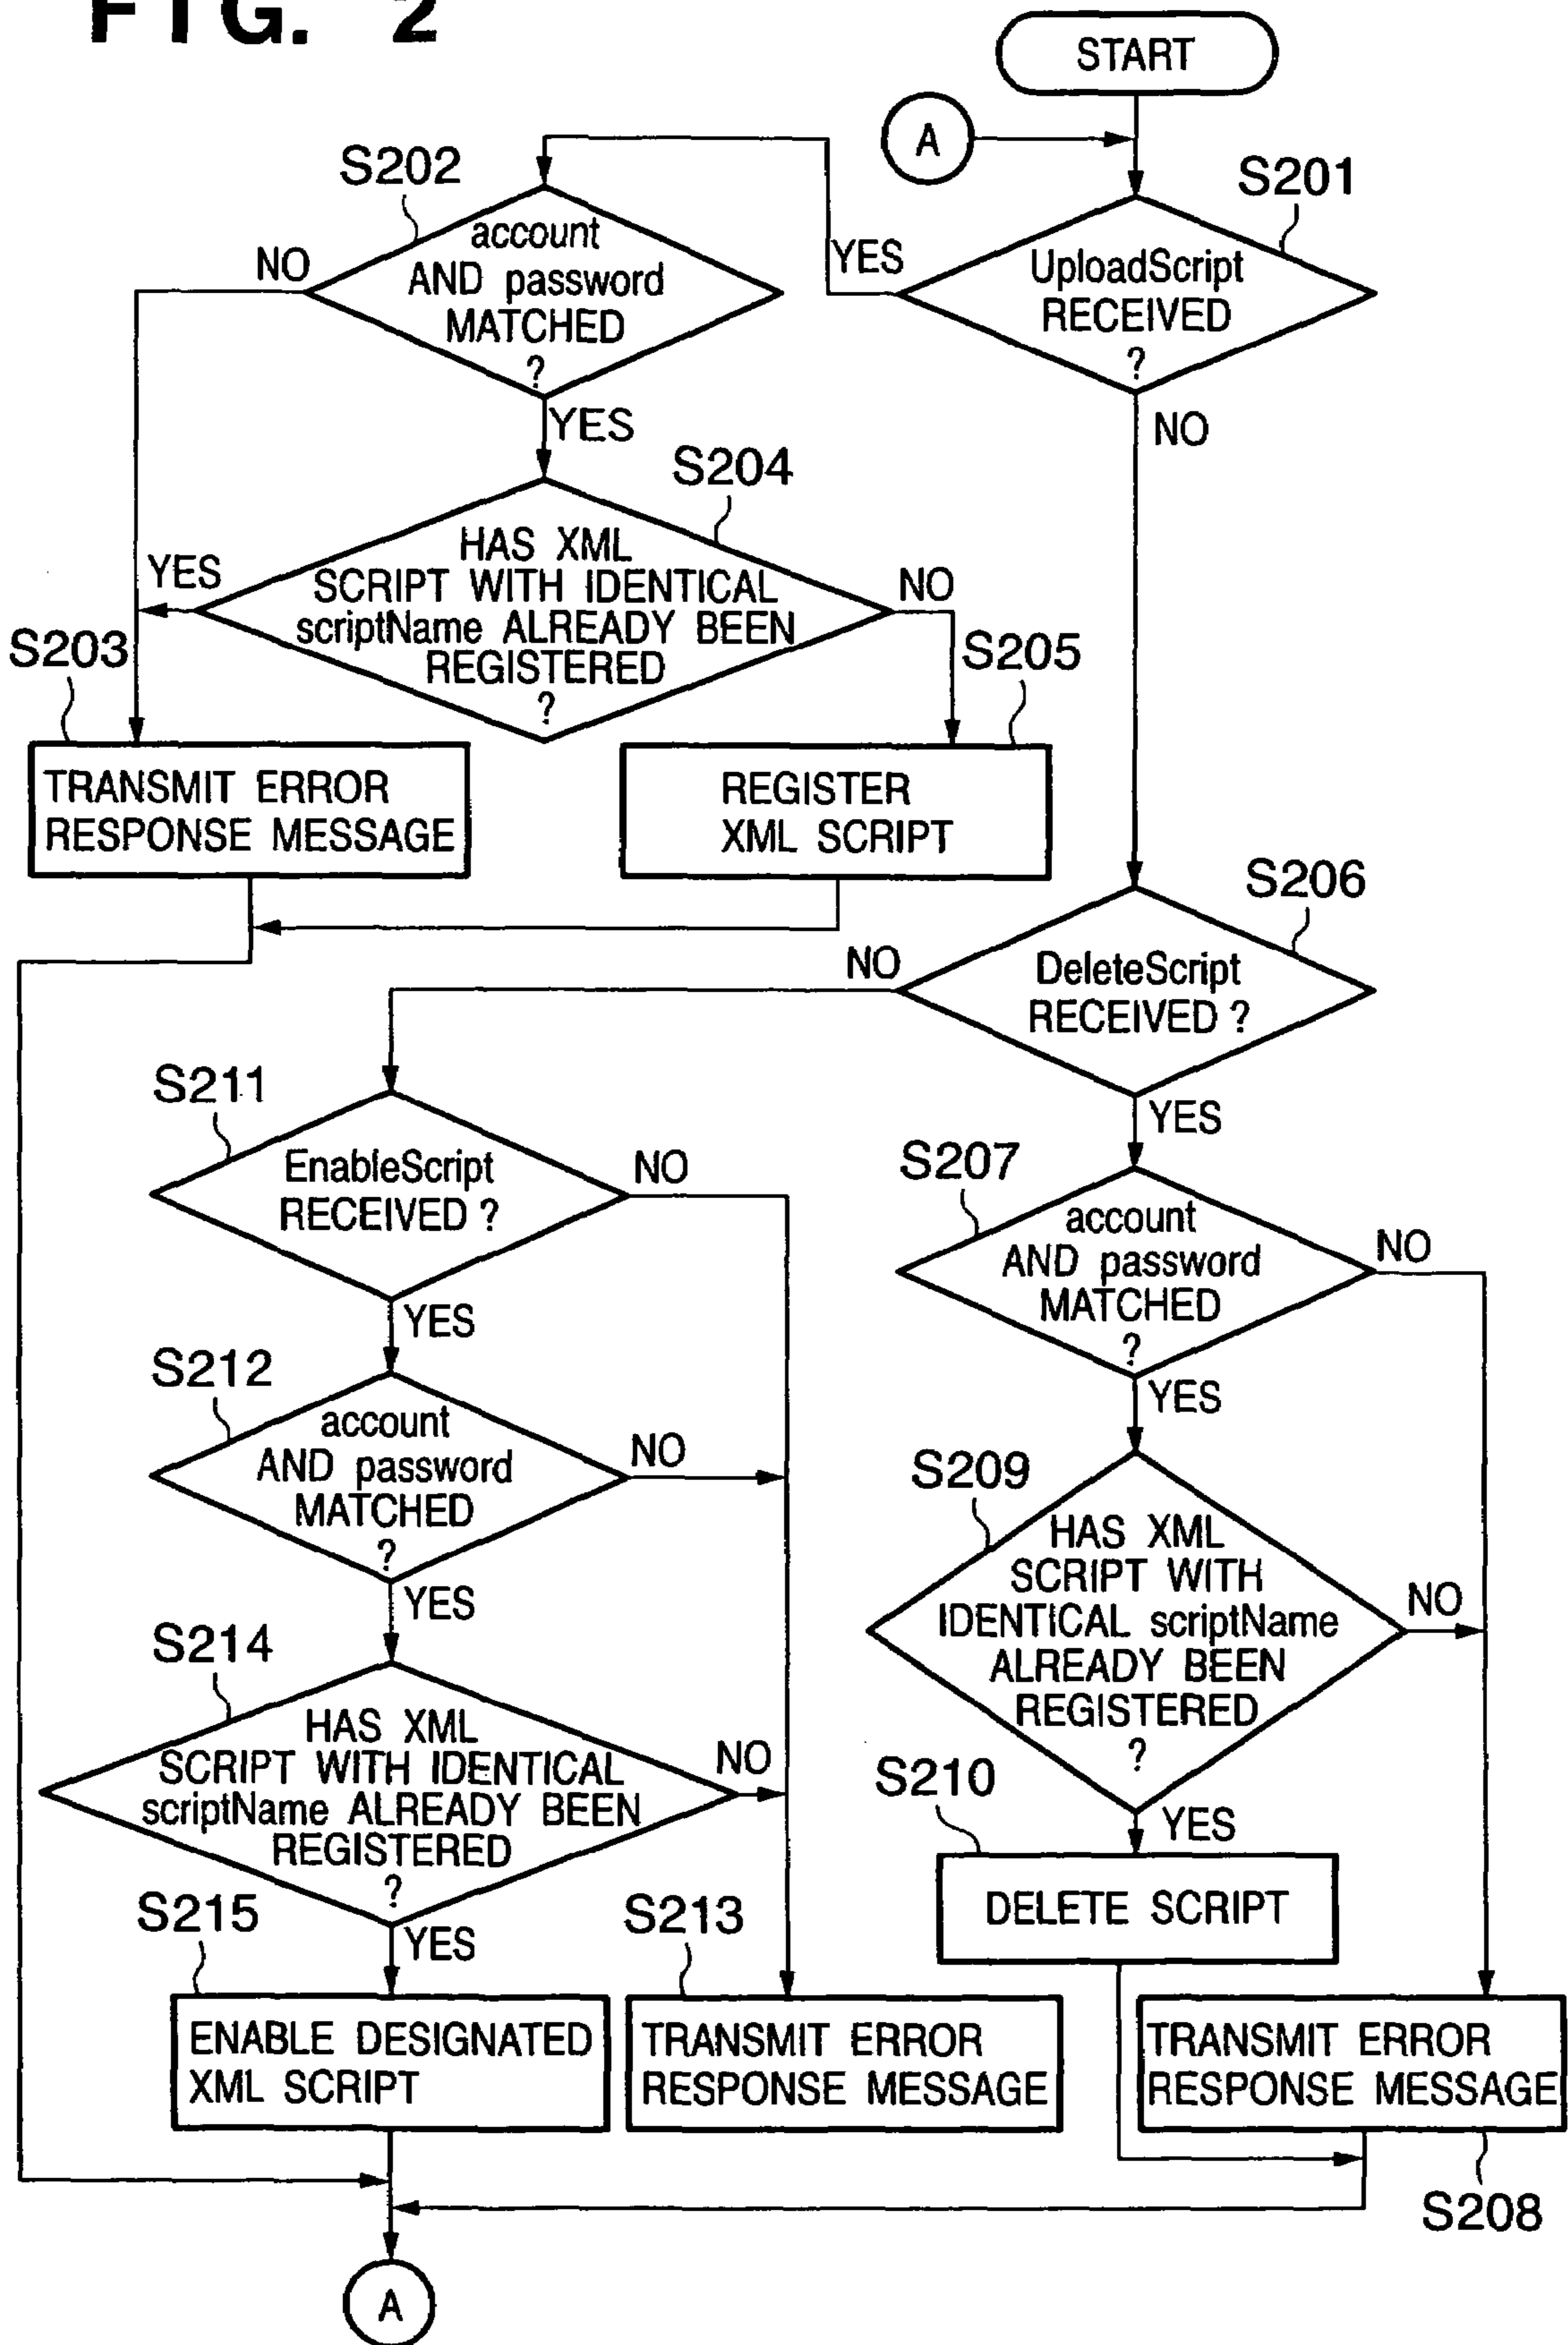 FIG. 2
START
A
S201
UploadScript
RECEIVED
?
YES
NO
S202
account
AND password
MATCHED
?
NO
YES
S204
HAS XML
SCRIPT WITH IDENTICAL
scriptName ALREADY BEEN
REGISTERED
?
YES
NO
S203
TRANSMIT ERROR
RESPONSE MESSAGE
S205
REGISTER
XML SCRIPT
S206
DeleteScript
RECEIVED ?
NO
YES
S207
account
AND password
MATCHED
?
NO
YES
S209
HAS XML
SCRIPT WITH
IDENTICAL scriptName
ALREADY BEEN
REGISTERED
?
NO
YES
S210
DELETE SCRIPT
TRANSMIT ERROR
RESPONSE MESSAGE
S208
S211
EnableScript
RECEIVED ?
NO
YES
S212
account
AND password
MATCHED
?
NO
YES
S214
HAS XML
SCRIPT WITH IDENTICAL
scriptName ALREADY BEEN
REGISTERED
?
NO
YES
S215
ENABLE DESIGNATED
XML SCRIPT
S213
TRANSMIT ERROR
RESPONSE MESSAGE
A